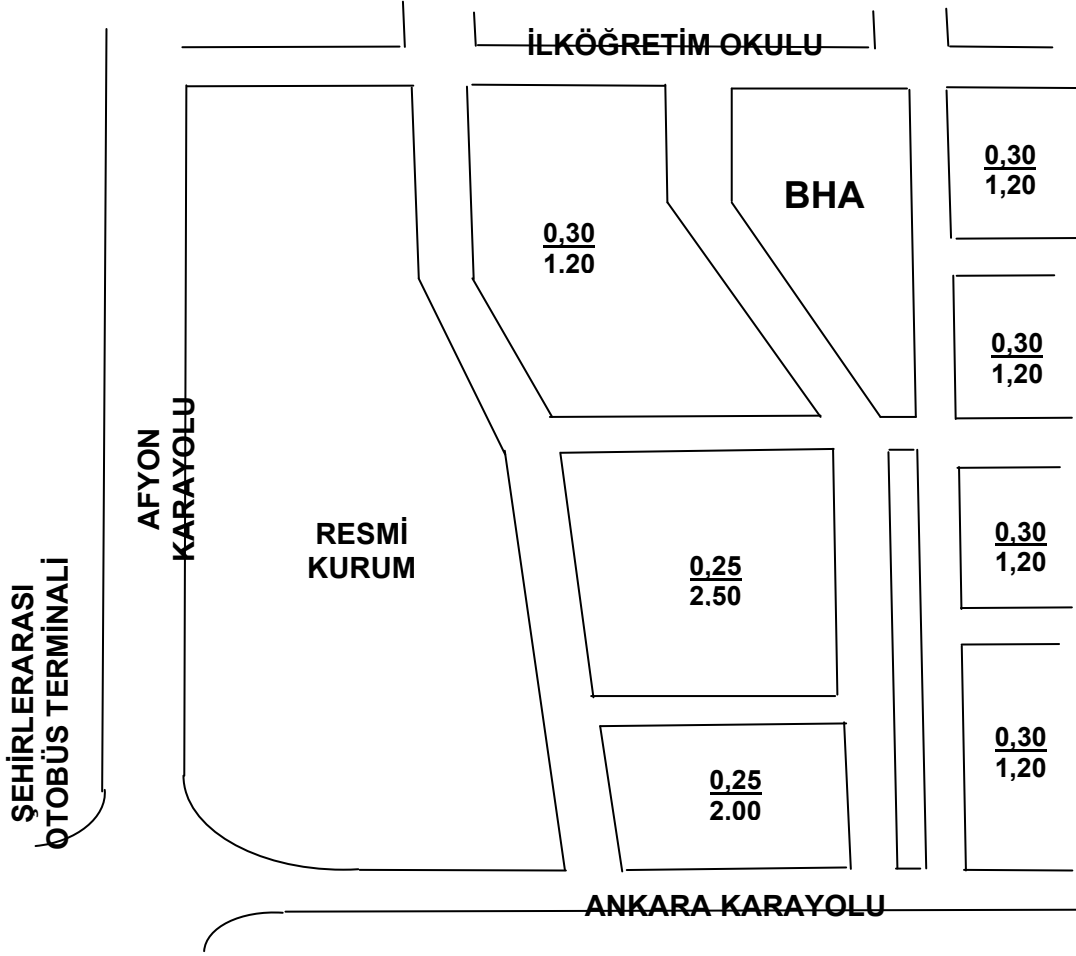 İLKÖĞRETİM OKULU
0,30
1,20
BHA
0,30
1.20
0,30
1,20
AFYON
KARAYOLU
RESMİ
KURUM
0,25
2.50
0,30
1,20
ŞEHİRLERARASI
OTOBÜS TERMİNALİ
0,25
2.00
0,30
1,20
ANKARA KARAYOLU